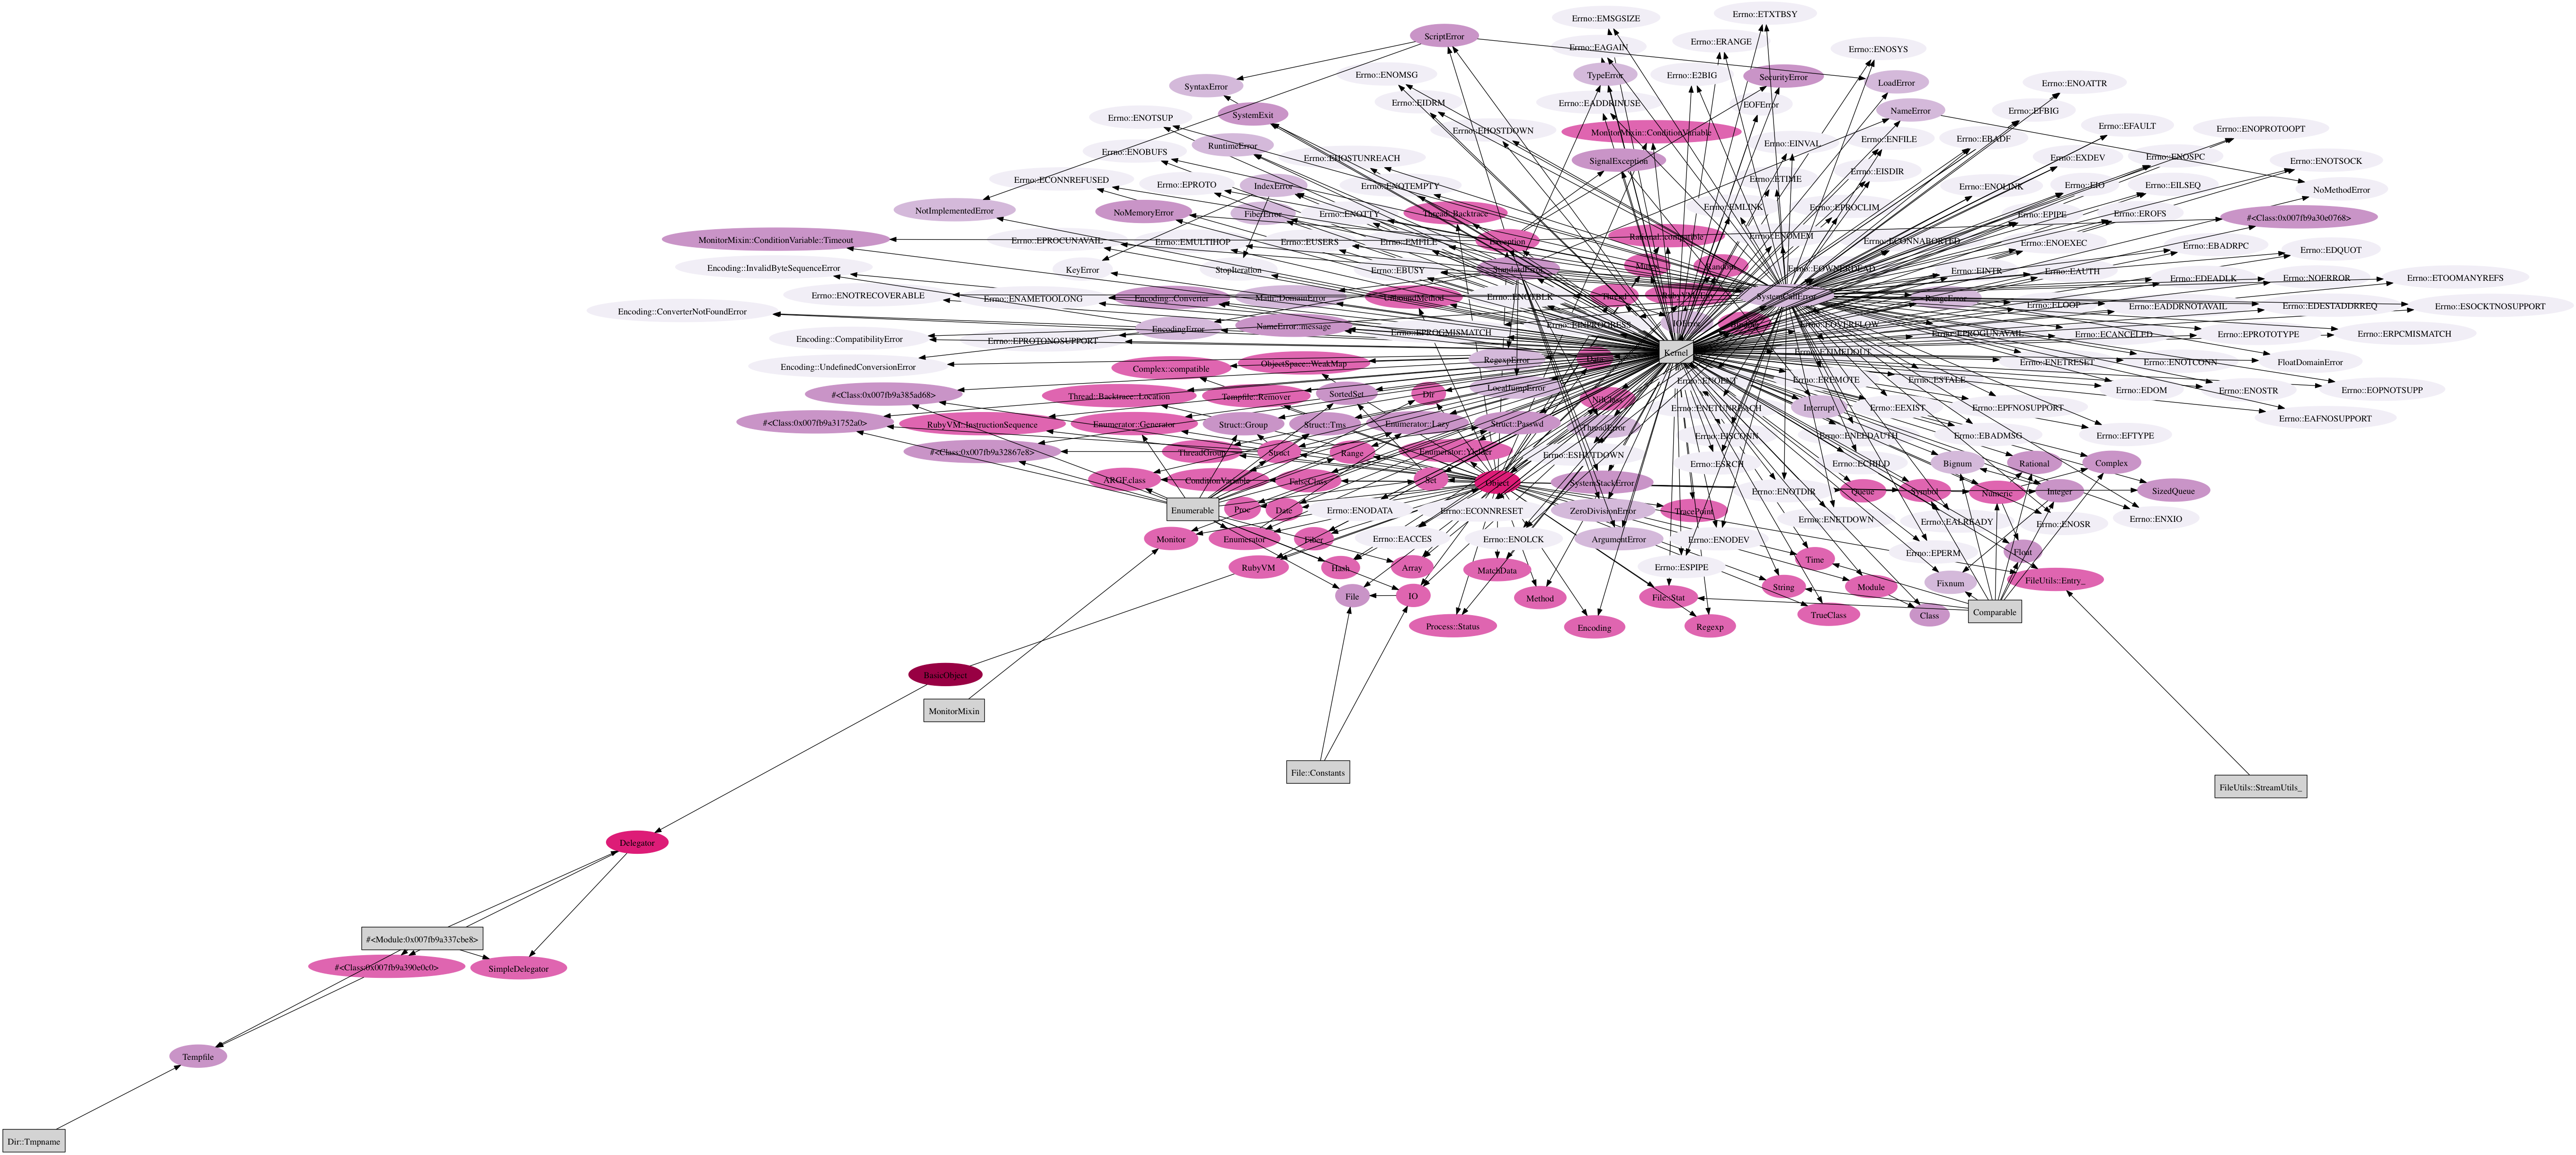 Errno::EMSGSIZE
Errno::ETXTBSY
ScriptError
Errno::EAGAIN
Errno::ERANGE
Errno::ENOSYS
Errno::ENOMSG
TypeError
Errno::E2BIG
SecurityError
LoadError
Errno::ENOATTR
SyntaxError
Errno::EIDRM
Errno::EADDRINUSE
EOFError
NameError
Errno::EFBIG
Errno::ENOTSUP
SystemExit
Errno::EHOSTDOWN
MonitorMixin::ConditionVariable
Errno::EINVAL
Errno::ENFILE
Errno::EBADF
Errno::EFAULT
Errno::ENOPROTOOPT
Errno::ENOBUFS
RuntimeError
Errno::EHOSTUNREACH
SignalException
Errno::EISDIR
Errno::EXDEV
Errno::ENOSPC
Errno::ENOTSOCK
Errno::ECONNREFUSED
Errno::EPROTO
IndexError
Errno::ENOTEMPTY
Errno::ETIME
Errno::ENOLINK
Errno::EIO
Errno::EILSEQ
NoMethodError
NotImplementedError
NoMemoryError
FiberError
Errno::ENOTTY
Thread::Backtrace
Errno::EMLINK
Errno::EPROCLIM
Errno::EPIPE
Errno::EROFS
#<Class:0x007fb9a30e0768>
MonitorMixin::ConditionVariable::Timeout
Errno::EPROCUNAVAIL
Errno::EMULTIHOP
Errno::EUSERS
Errno::EMFILE
Exception
Rational::compatible
Errno::ENOMEM
Errno::ECONNABORTED
Errno::ENOEXEC
Errno::EBADRPC
Errno::EDQUOT
Encoding::InvalidByteSequenceError
KeyError
StopIteration
Errno::EBUSY
StandardError
Mutex
Random
Errno::EOWNERDEAD
Errno::EINTR
Errno::EAUTH
Errno::EDEADLK
Errno::NOERROR
Errno::ETOOMANYREFS
Errno::ENOTRECOVERABLE
Errno::ENAMETOOLONG
Encoding::Converter
Math::DomainError
UnboundMethod
Errno::ENOTBLK
Thread
SystemCallError
RangeError
Errno::ELOOP
Errno::EADDRNOTAVAIL
Errno::EDESTADDRREQ
Errno::ESOCKTNOSUPPORT
Encoding::ConverterNotFoundError
EncodingError
NameError::message
Errno::EPROGMISMATCH
Errno::EINPROGRESS
IOError
Binding
Errno::EOVERFLOW
Errno::EPROGUNAVAIL
Errno::ECANCELED
Errno::EPROTOTYPE
Errno::ERPCMISMATCH
Encoding::CompatibilityError
Errno::EPROTONOSUPPORT
Kernel
Errno::ETIMEDOUT
Encoding::UndefinedConversionError
Complex::compatible
ObjectSpace::WeakMap
RegexpError
Data
Errno::ENETRESET
Errno::ENOTCONN
FloatDomainError
#<Class:0x007fb9a385ad68>
Thread::Backtrace::Location
Tempfile::Remover
SortedSet
Dir
LocalJumpError
NilClass
Errno::ENOENT
Errno::EREMOTE
Errno::ESTALE
Errno::EDOM
Errno::ENOSTR
Errno::EOPNOTSUPP
#<Class:0x007fb9a31752a0>
RubyVM::InstructionSequence
Enumerator::Generator
Struct::Group
Struct::Tms
Enumerator::Lazy
Struct::Passwd
ThreadError
Errno::ENETUNREACH
Interrupt
Errno::EEXIST
Errno::EPFNOSUPPORT
Errno::EAFNOSUPPORT
#<Class:0x007fb9a32867e8>
ThreadGroup
Struct
Range
Enumerator::Yielder
Errno::ESHUTDOWN
Errno::EISCONN
Errno::ENEEDAUTH
Errno::EBADMSG
Errno::EFTYPE
ARGF.class
ConditionVariable
FalseClass
Set
Object
SystemStackError
Errno::ESRCH
Errno::ECHILD
Bignum
Rational
Complex
Enumerable
Proc
Date
Errno::ENODATA
Errno::ECONNRESET
ZeroDivisionError
TracePoint
Errno::ENOTDIR
Queue
Symbol
Numeric
Integer
SizedQueue
Monitor
Enumerator
Fiber
Errno::EACCES
Errno::ENOLCK
ArgumentError
Errno::ENODEV
Errno::ENETDOWN
Errno::EALREADY
Errno::ENOSR
Errno::ENXIO
RubyVM
Hash
Array
MatchData
Errno::ESPIPE
Time
Errno::EPERM
Float
File
IO
Method
File::Stat
String
Module
Fixnum
FileUtils::Entry_
Process::Status
Encoding
Regexp
TrueClass
Class
Comparable
BasicObject
MonitorMixin
File::Constants
FileUtils::StreamUtils_
Delegator
#<Module:0x007fb9a337cbe8>
#<Class:0x007fb9a390e0c0>
SimpleDelegator
Tempfile
Dir::Tmpname